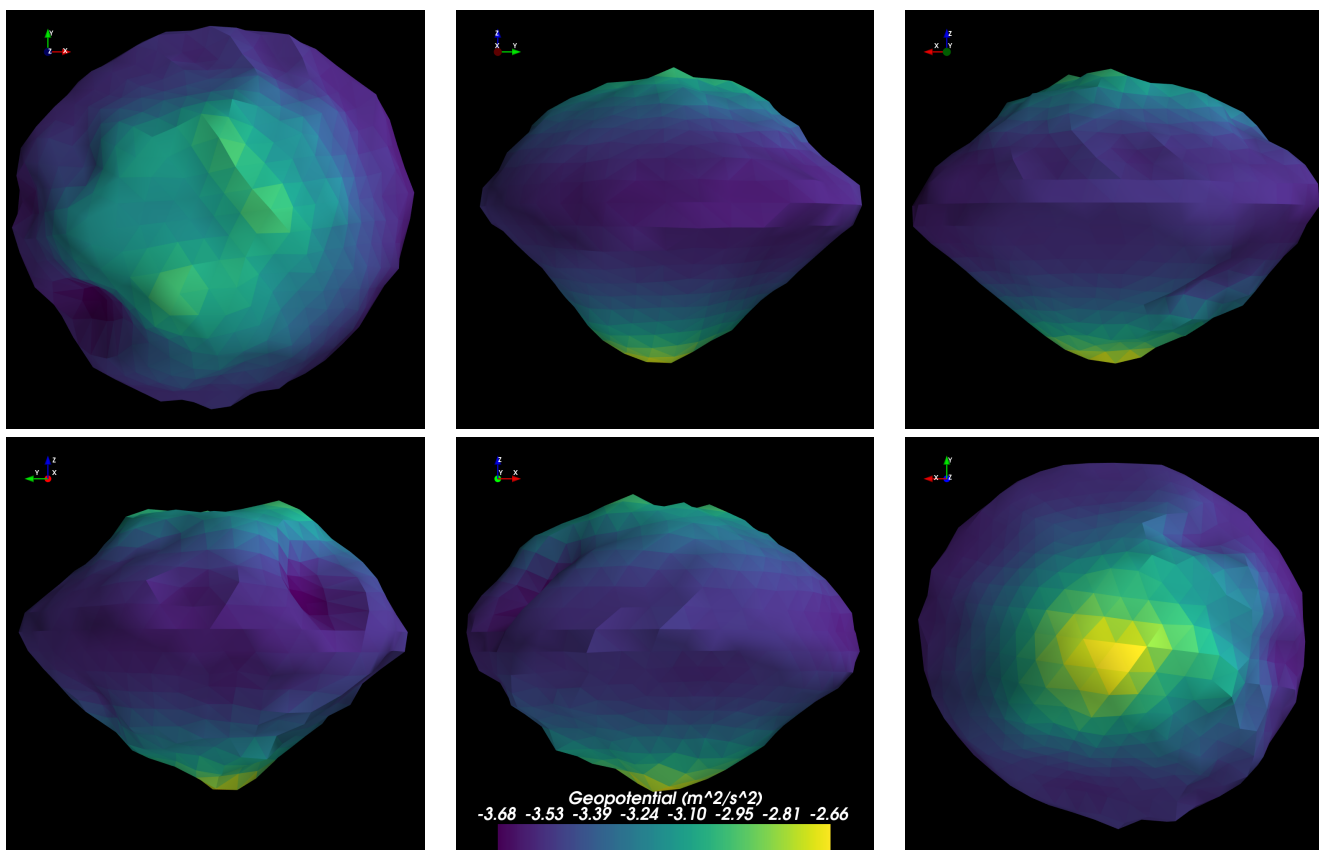 Y
Z X
Z
X Y
Z
X Y
Z
Y X
Z
Y X
Y
X Z
Geopotential (m^2/s^2)
-3.68 -3.53 -3.39 -3.24 -3.10 -2.95 -2.81 -2.66